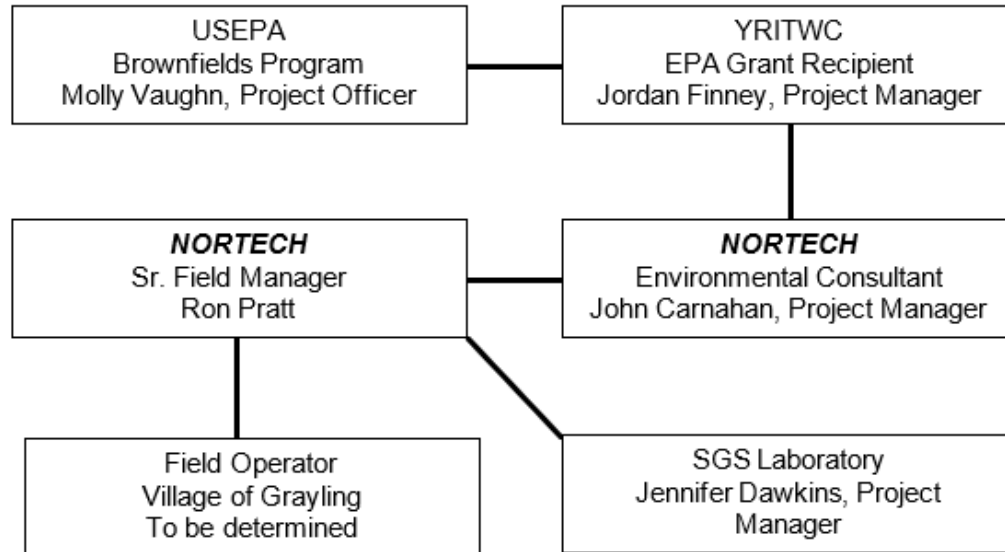 USEPA
Brownfields Program
Molly Vaughn, Project Officer
YRITWC
EPA Grant Recipient
Jordan Finney, Project Manager
NORTECH
Sr. Field Manager
Ron Pratt
NORTECH
Environmental Consultant
John Carnahan, Project Manager
Field Operator
Village of Grayling
To be determined
SGS Laboratory
Jennifer Dawkins, Project
Manager